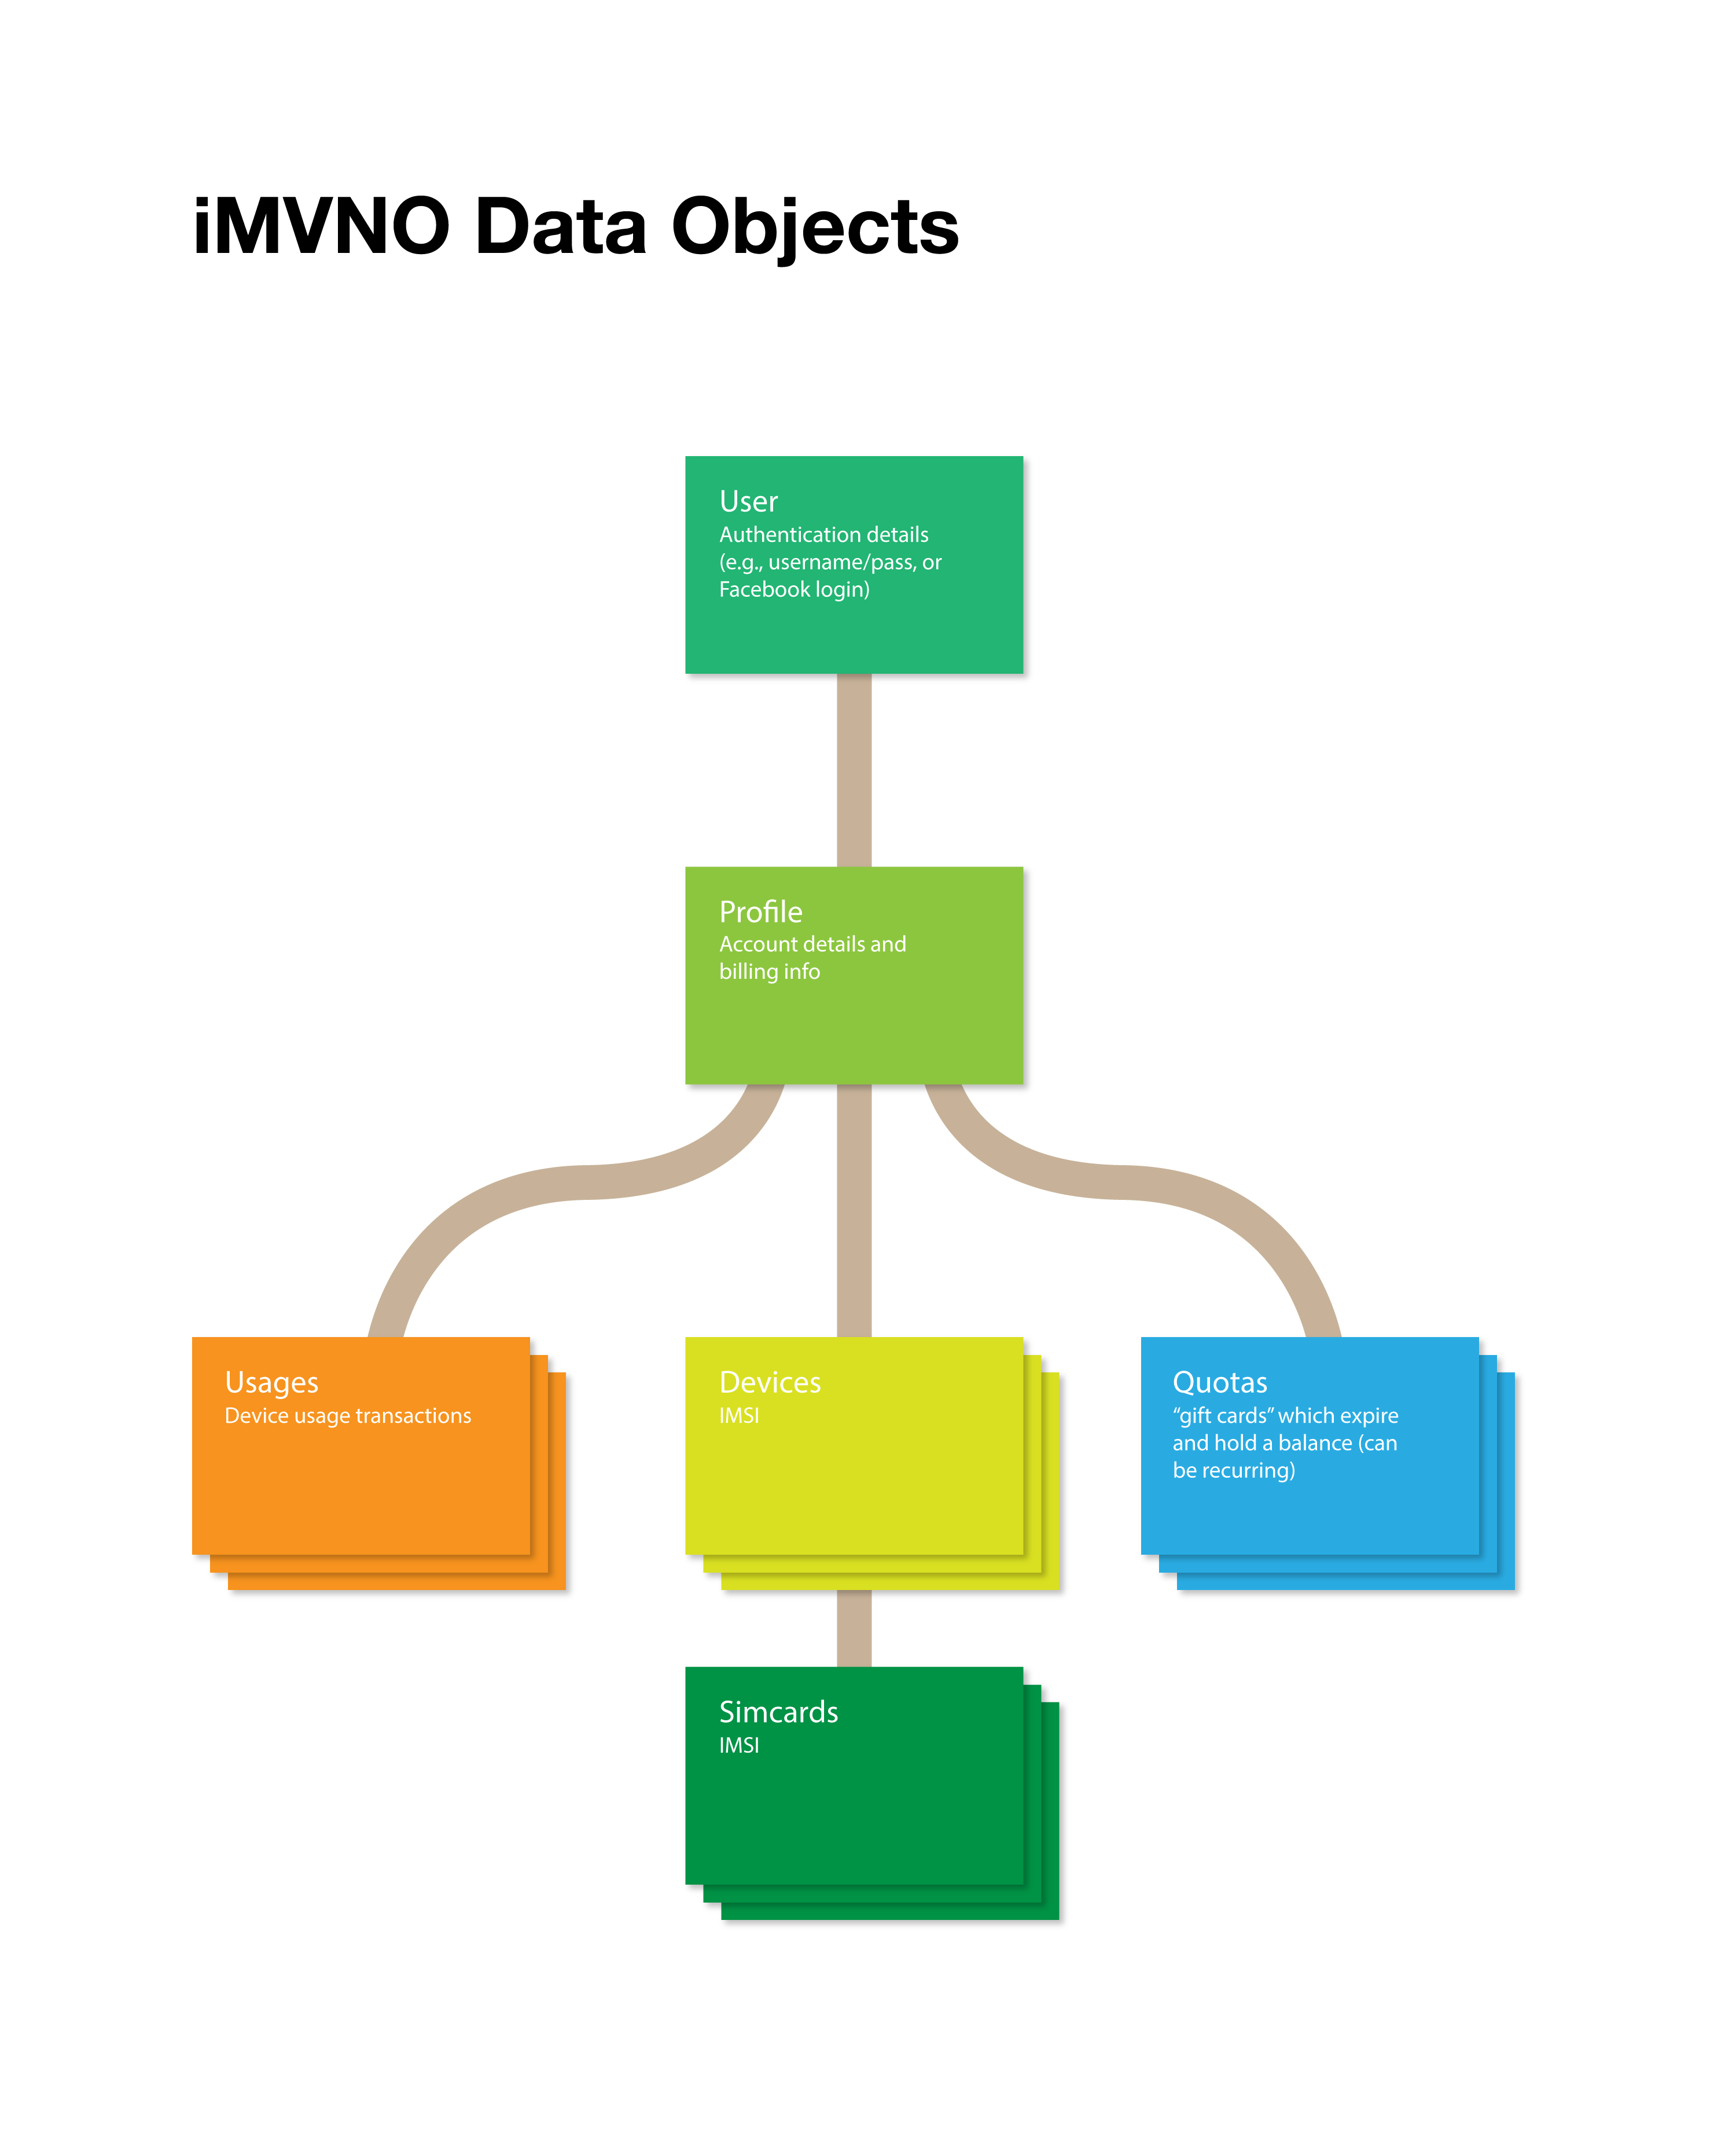 iMVNO Data Objects
User
Authentication details
(e.g., username/pass, or
Facebook login)
Profile
Account details and
billing info
Usages
Device usage transactions
Devices
IMSI
Quotas
“gift cards” which expire
and hold a balance (can
be recurring)
Simcards
IMSI